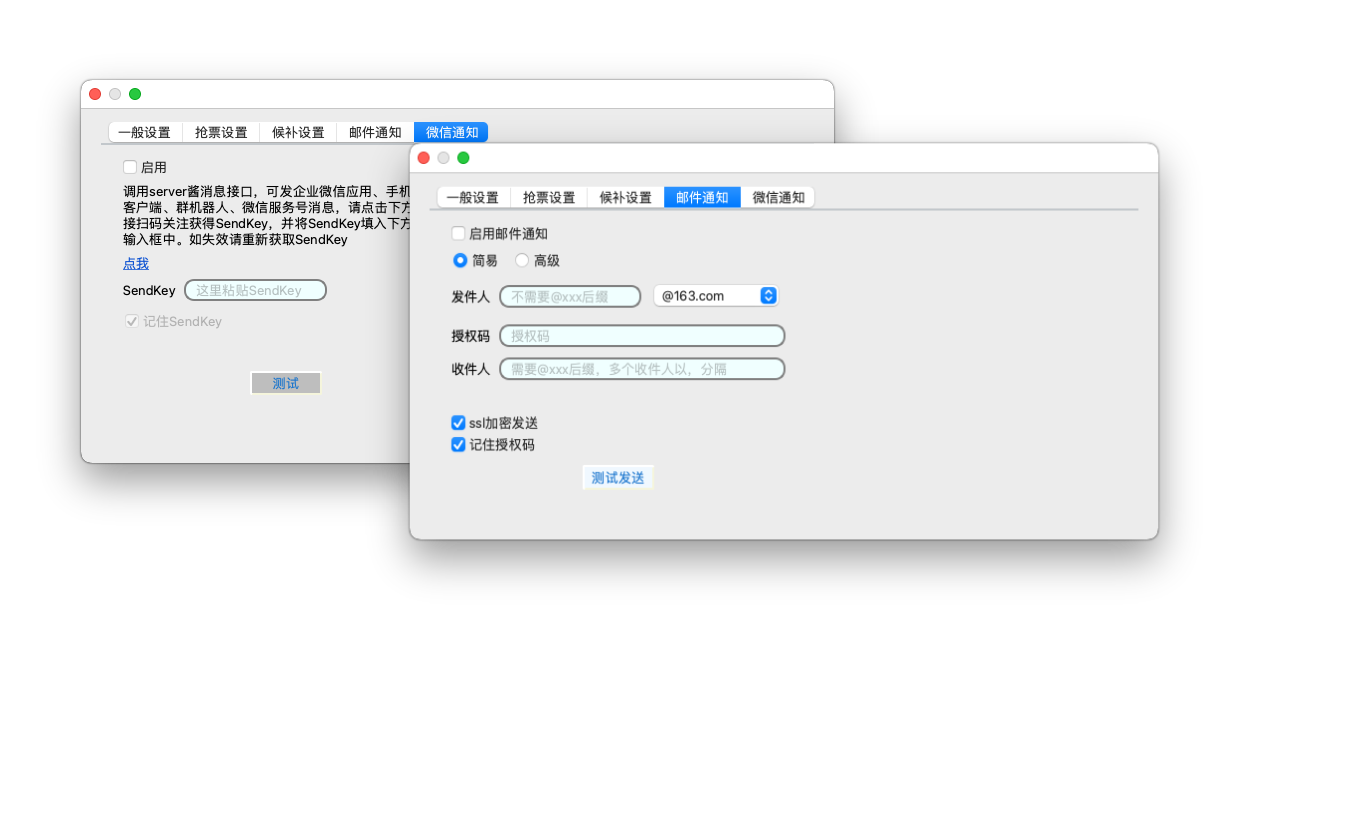 一般设置 抢票设置 候补设置 邮件通知 微信通知
启用
调用server酱消息接口，可发企业微信应用、手机
客户端、群机器人、微信服务号消息，请点击下方
接扫码关注获得SendKey，并将SendKey填入下方
输入框中。如失效请重新获取SendKey
点我
SendKey 这里粘贴SendKey
记住SendKey
测试
一般设置 抢票设置 候补设置 邮件通知 微信通知
启用邮件通知
简易 高级
发件人 不需要@xxx后缀 @163.com
授权码 授权码
收件人 需要@xxx后缀，多个收件人以，分隔
ssl加密发送
记住授权码
测试发送